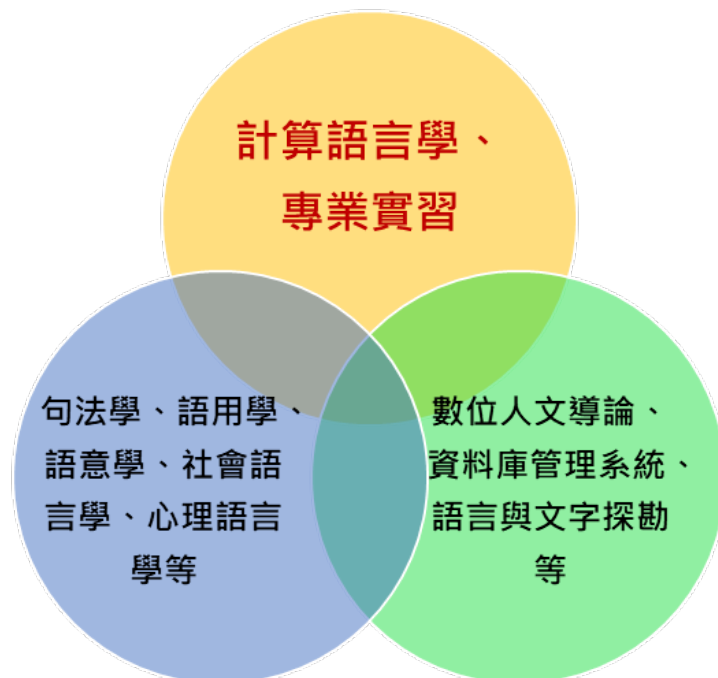 計算語言學、
專業實習
句法學、語用學、
語意學、社會語
言學、心理語言
學等
數位人文導論、
資料庫管理系統、
語言與文字探勘
等